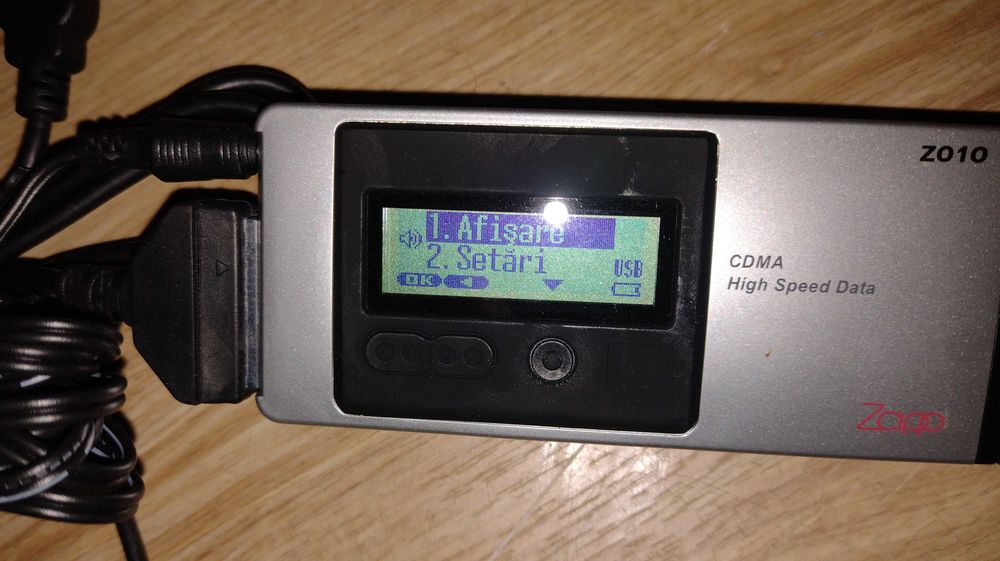 Z010
1.Afişare
2.Setări
USB
OK
CDMA
High Speed Data
Zapp